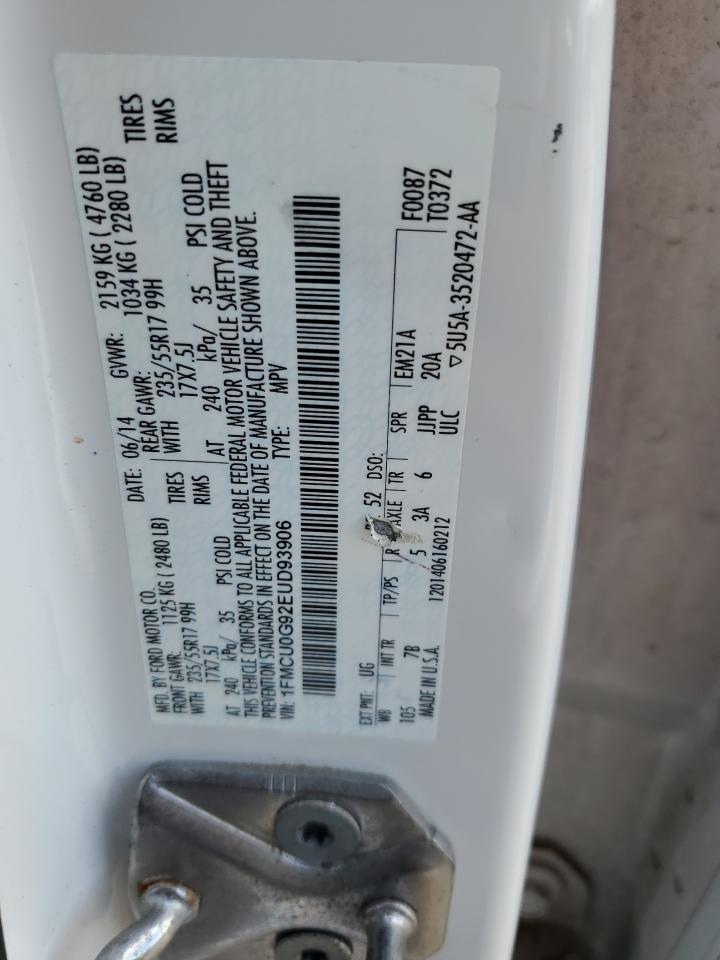 MFD. BY FORD MOTOR CO. DATE: 06/14 GVWR: 2159 KG ( 4760 LB)
FRONT GAWR: 1125 KG ( 2480 LB) REAR GAWR: 1034 KG ( 2280 LB)
WITH 235/55R17 99H TIRES WITH 235/55R17 99H TIRES
17X7.5J RIMS 17X7.5J RIMS
AT 240 kPa/ 35 PSI COLD AT 240 kPa/ 35 PSI COLD
THIS VEHICLE CONFORMS TO ALL APPLICABLE FEDERAL MOTOR VEHICLE SAFETY AND THEFT
PREVENTION STANDARDS IN EFFECT ON THE DATE OF MANUFACTURE SHOWN ABOVE.
VIN: 1FMCU0G92EUD93906 TYPE: MPV
EXT PNT: UG 52 DSO: F0087
WB INT TR TP/PS R AXLE TR SPR EM21A T0372
105 7B 5 3A 6 JJPP 20A
MADE IN U.S.A. 1201406160212 ULC ▽5U5A-3520472-AA